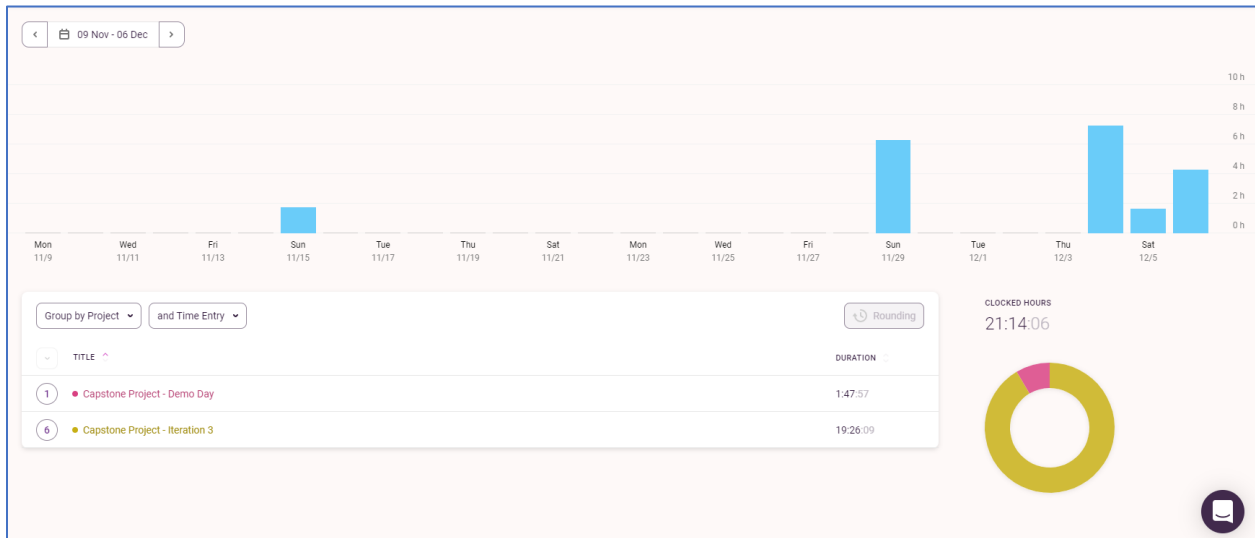 09 Nov - 06 Dec
10 h
8 h
6 h
4 h
2 h
0 h
Mon Wed Fri Sun Tue Thu Sat Mon Wed Fri Sun Tue Thu Sat
11/9 11/11 11/13 11/15 11/17 11/19 11/21 11/23 11/25 11/27 11/29 12/1 12/3 12/5
Group by Project and Time Entry Rounding
TITLE DURATION
1 Capstone Project - Demo Day 1:47:57
6 Capstone Project - Iteration 3 19:26:09
CLOCKED HOURS
21:14:06